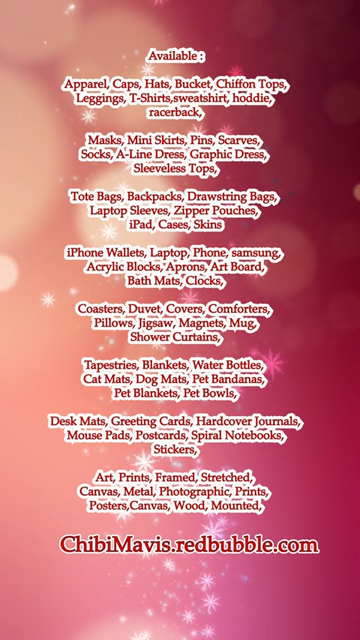 Available :
Apparel, Caps, Hats, Bucket, Chiffon Tops,
Leggings, T-Shirts,sweatshirt, hoddie,
racerback,
Masks, Mini Skirts, Pins, Scarves,
Socks, A-Line Dress, Graphic Dress,
Sleeveless Tops,
Tote Bags, Backpacks, Drawstring Bags,
Laptop Sleeves, Zipper Pouches,
iPad, Cases, Skins
iPhone Wallets, Laptop, Phone, samsung,
Acrylic Blocks, Aprons, Art Board,
Bath Mats, Clocks,
Coasters, Duvet, Covers, Comforters,
Pillows, Jigsaw, Magnets, Mug,
Shower Curtains,
Tapestries, Blankets, Water Bottles,
Cat Mats, Dog Mats, Pet Bandanas,
Pet Blankets, Pet Bowls,
Desk Mats, Greeting Cards, Hardcover Journals,
Mouse Pads, Postcards, Spiral Notebooks,
Stickers,
Art, Prints, Framed, Stretched,
Canvas, Metal, Photographic, Prints,
Posters,Canvas, Wood, Mounted,
ChibiMavis.redbubble.com